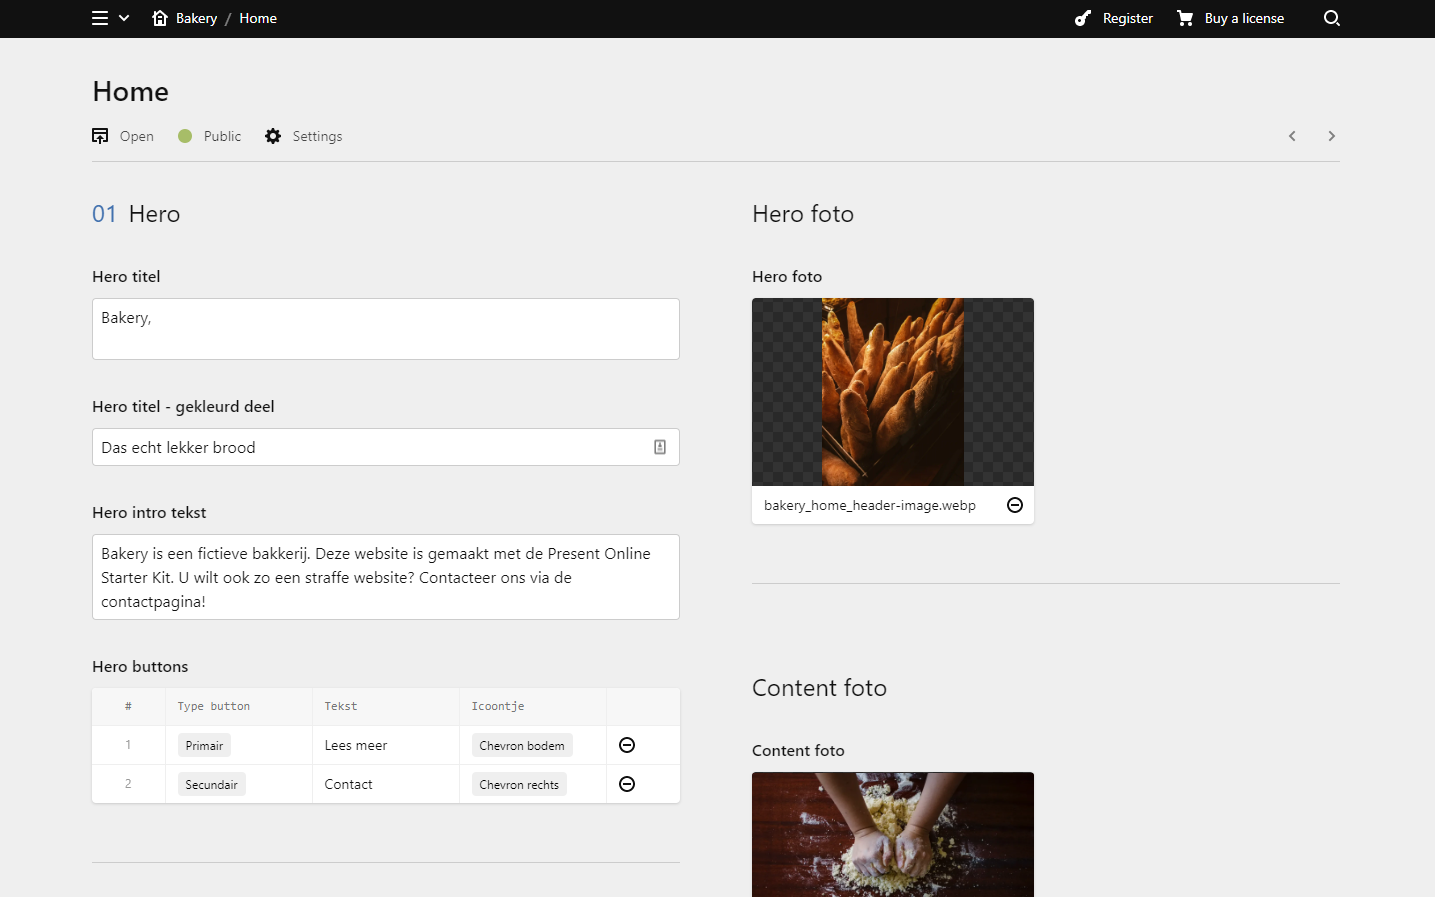 Bakery / Home
Register
Buy a license
Home
Open
Public
Settings
01 Hero
Hero titel
Bakery,
Hero titel - gekleurd deel
Das echt lekker brood
Hero intro tekst
Bakery is een fictieve bakkerij. Deze website is gemaakt met de Present Online
Starter Kit. U wilt ook zo een straffe website? Contacteer ons via de
contactpagina!
Hero buttons
# Type button Tekst Icoontje
1 Primair Lees meer Chevron bodem
2 Secundair Contact Chevron rechts
Hero foto
Hero foto
bakery_home_header-image.webp
Content foto
Content foto